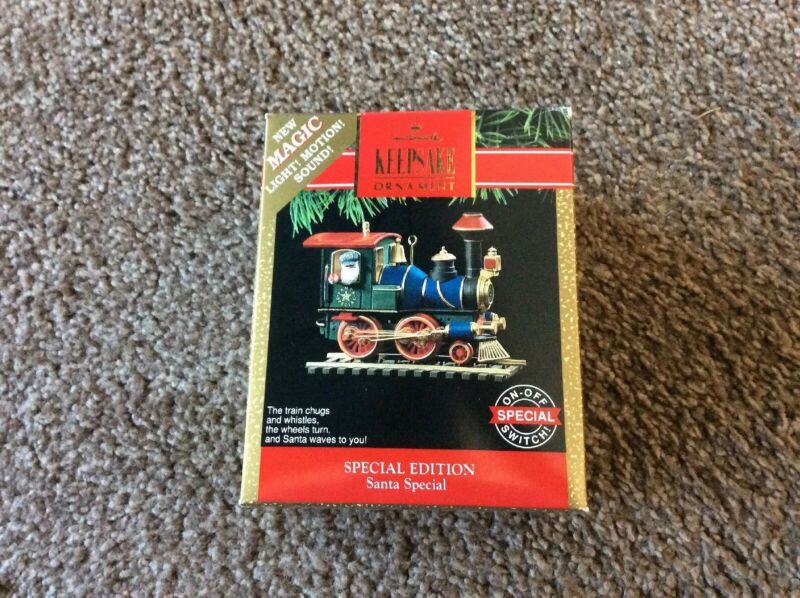 NEW
MAGIC
LIGHT! MOTION!
SOUND!
Hallmark
KEEPSAKE
ORNAMENT
The train chugs
and whistles,
the wheels turn,
and Santa waves to you!
ON-OFF
SPECIAL
SWITCH!
SPECIAL EDITION
Santa Special